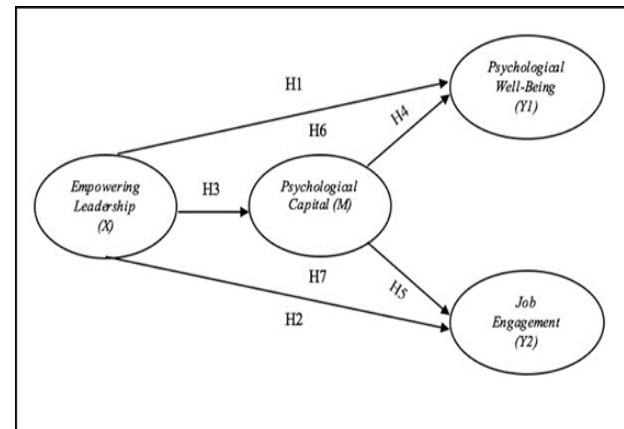 Psychological
Well-Being
(Y1)
H1
H4
H6
Empowering
Leadership
(X)
H3
Psychological
Capital (M)
H7
H5
H2
Job
Engagement
(Y2)